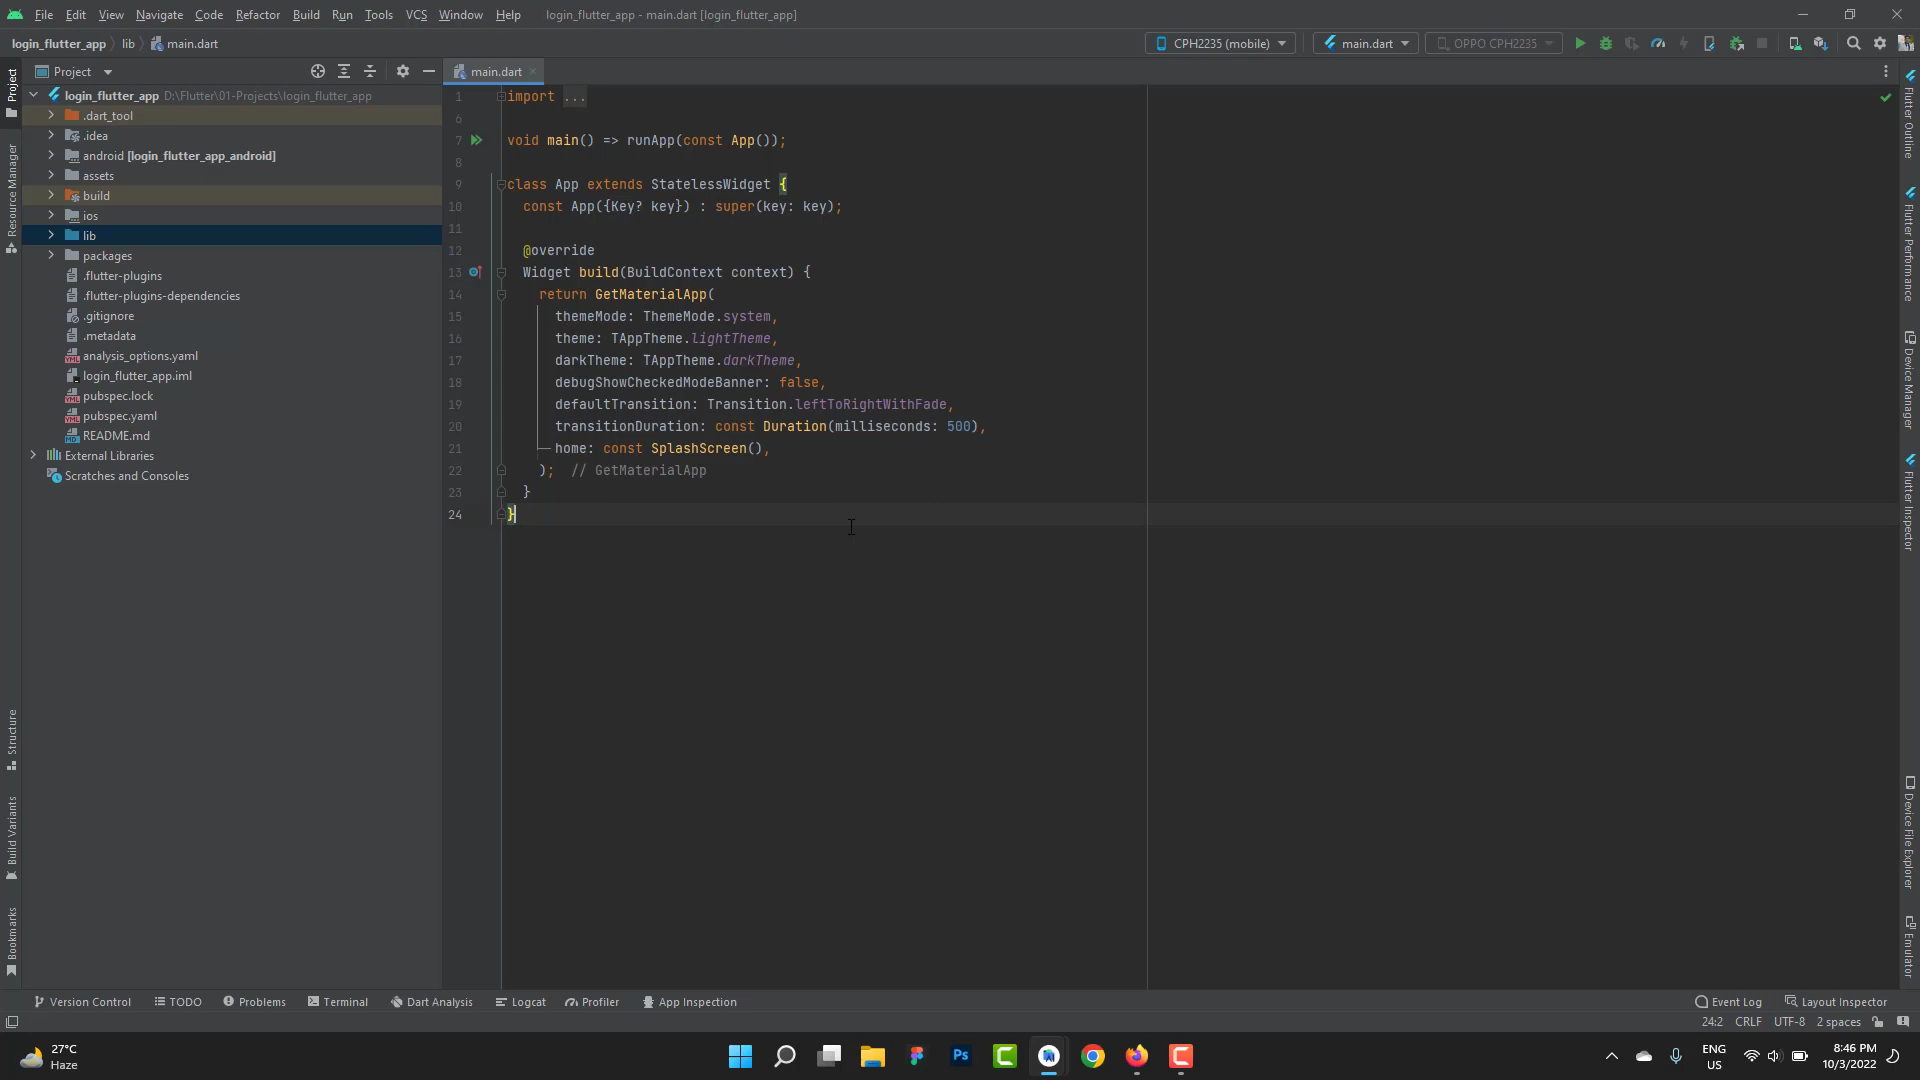 File Edit View Navigate Code Refactor Build Run Tools VCS Window Help login_flutter_app - main.dart [login_flutter_app]
login_flutter_app lib main.dart CPH2235 (mobile) main.dart OPPO CPH2235
Project main.dart
login_flutter_app D:\Flutter\01-Projects\login_flutter_app
.dart_tool
.idea
android [login_flutter_app_android]
assets
build
ios
lib
packages
.flutter-plugins
.flutter-plugins-dependencies
.gitignore
.metadata
analysis_options.yaml
login_flutter_app.iml
pubspec.lock
pubspec.yaml
README.md
External Libraries
Scratches and Consoles
1 import ...
6
7 void main() => runApp(const App());
8
9 class App extends StatelessWidget {
10 const App({Key? key}) : super(key: key);
11
12 @override
13 Widget build(BuildContext context) {
14 return GetMaterialApp(
15 themeMode: ThemeMode.system,
16 theme: TAppTheme.lightTheme,
17 darkTheme: TAppTheme.darkTheme,
18 debugShowCheckedModeBanner: false,
19 defaultTransition: Transition.leftToRightWithFade,
20 transitionDuration: const Duration(milliseconds: 500),
21 home: const SplashScreen(),
22 ); // GetMaterialApp
23 }
24 }
Project
Resource Manager
Structure
Build Variants
Bookmarks
Flutter Outline
Flutter Performance
Device Manager
Flutter Inspector
Device File Explorer
Emulator
Version Control TODO Problems Terminal Dart Analysis Logcat Profiler App Inspection Event Log Layout Inspector
24:2 CRLF UTF-8 2 spaces
27°C
Haze
Ps
ENG
US
8:46 PM
10/3/2022